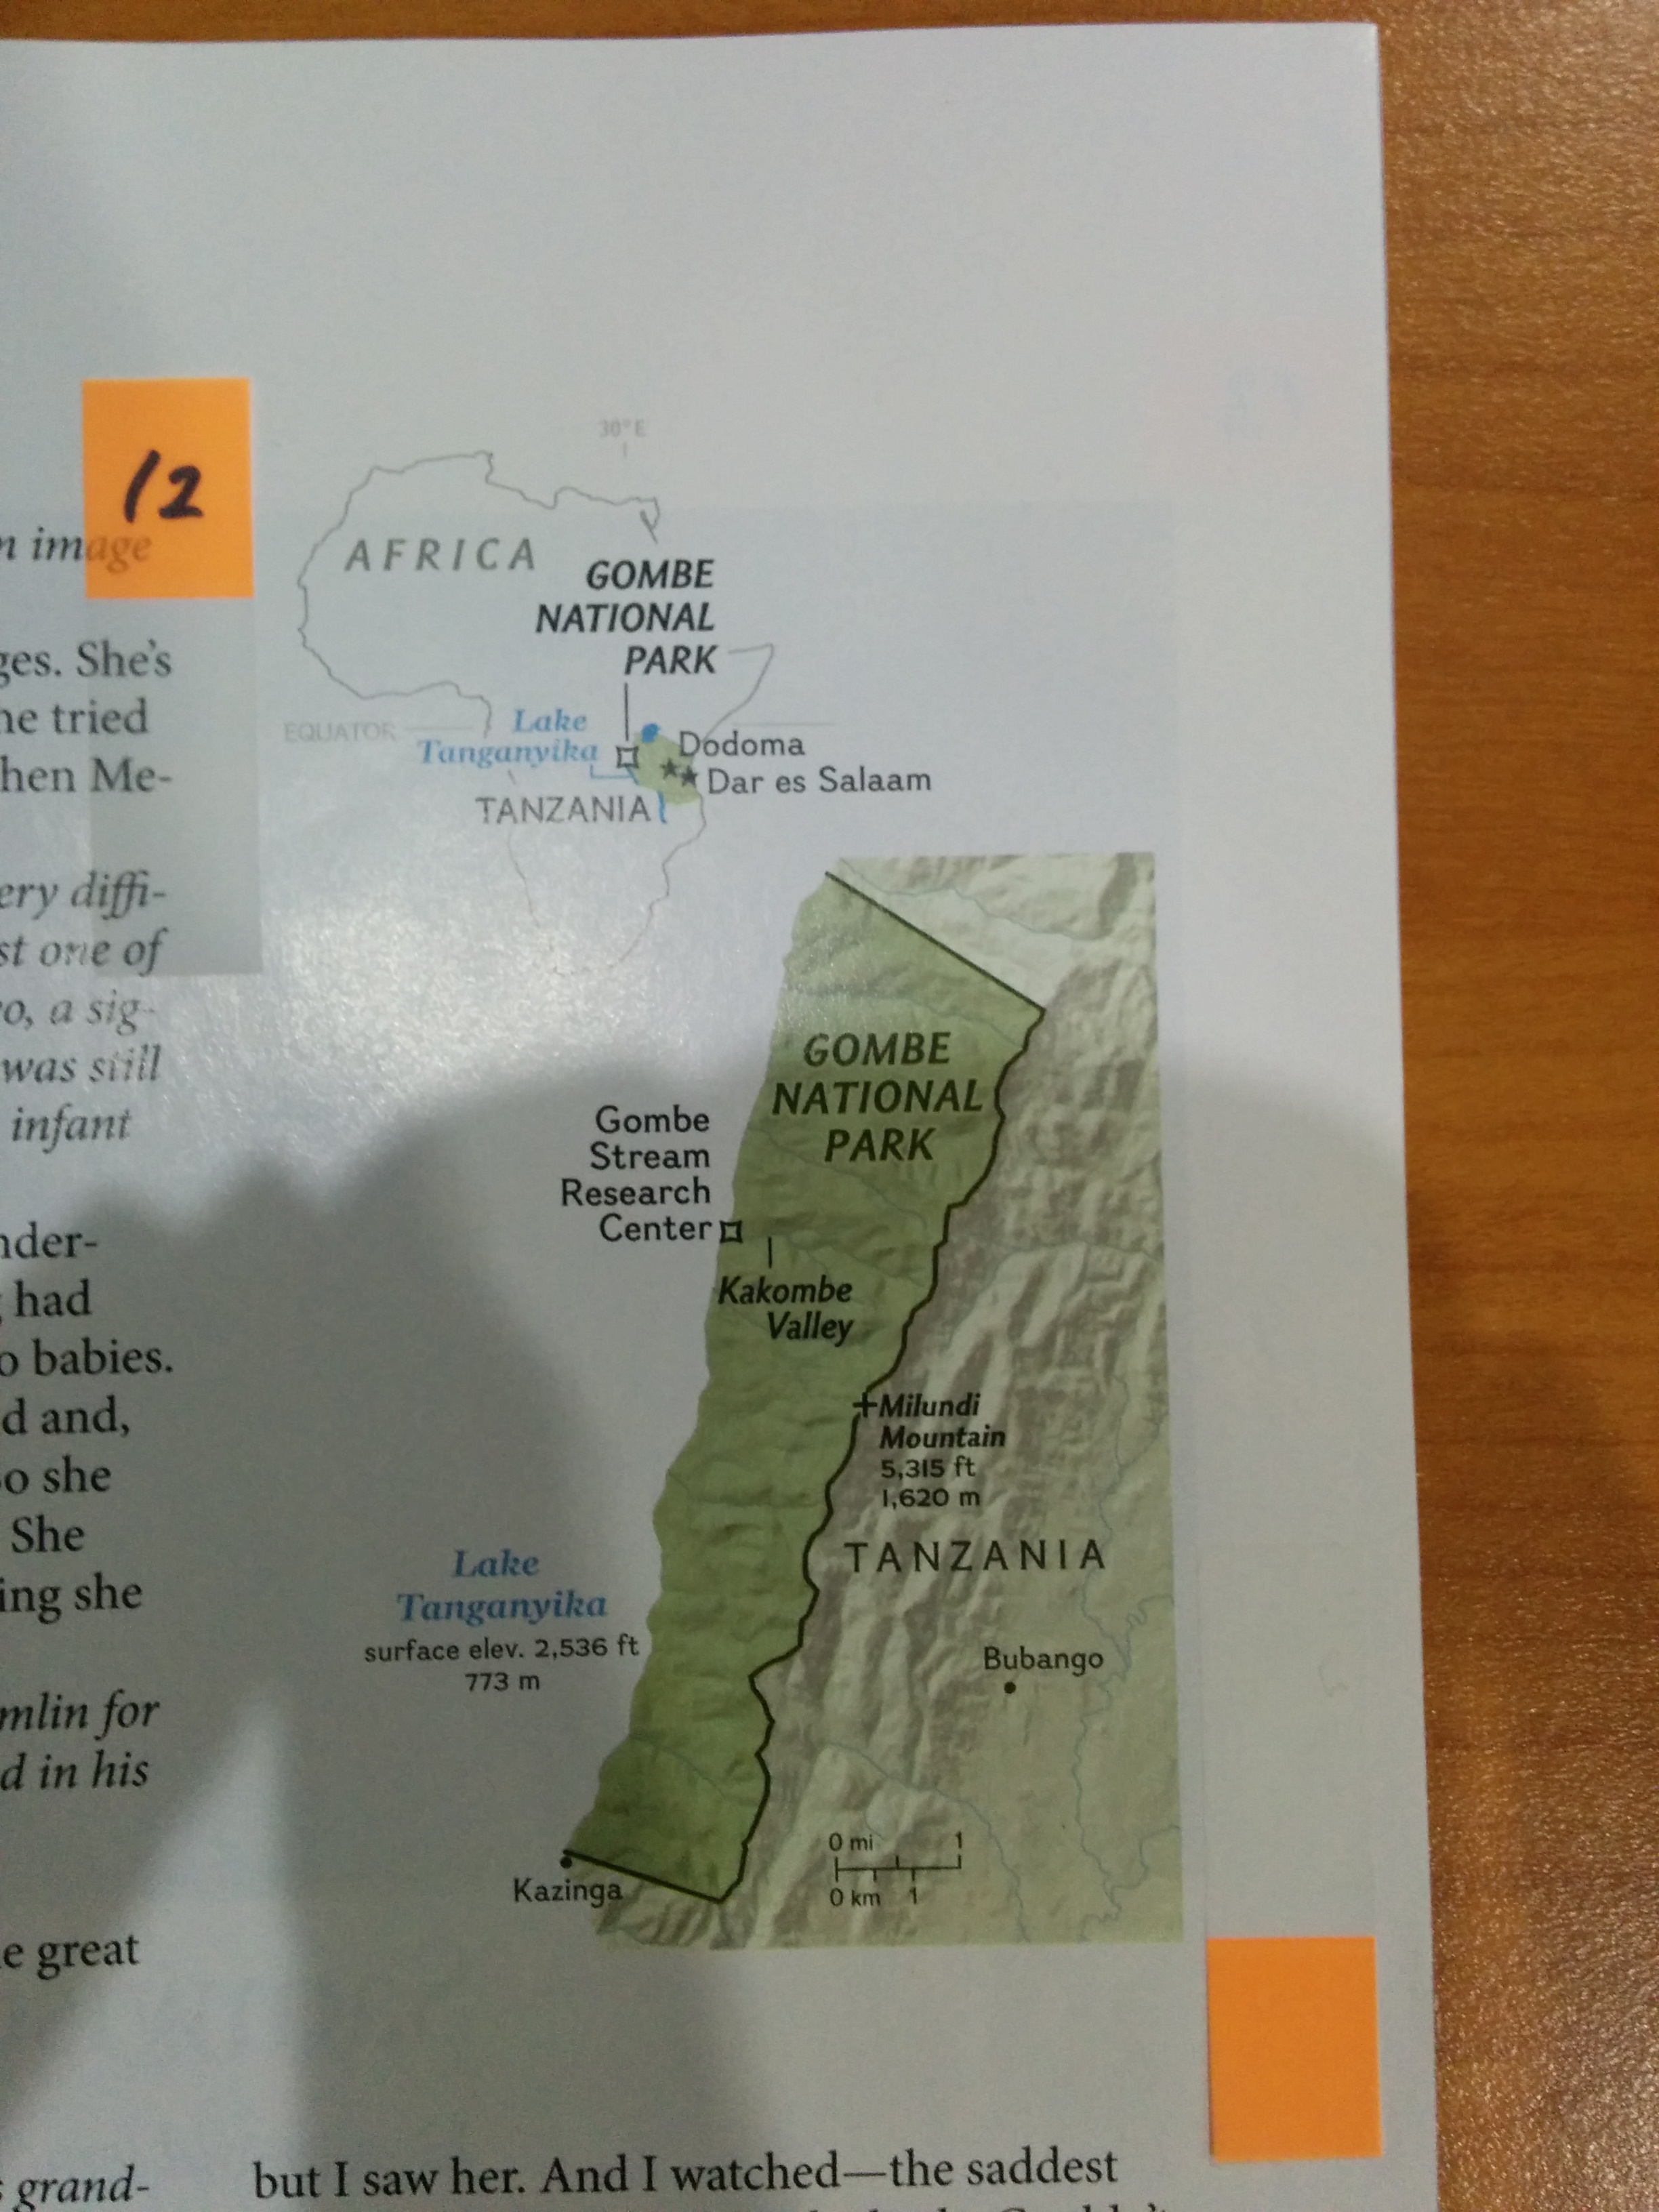 12
n image
ges. She's
he tried
hen Me-
ery diffi-
st one of
o, a sig-
was still
infant
nder-
had
o babies.
d and,
so she
She
ing she
mlin for
d in his
e great
grand-
30°E
AFRICA
GOMBE
NATIONAL
PARK
EQUATOR
Lake
Tanganyika
Dodoma
Dar es Salaam
TANZANIA
GOMBE
NATIONAL
PARK
Gombe
Stream
Research
Center
Kakombe
Valley
Milundi
Mountain
5,315 ft
1,620 m
TANZANIA
Lake
Tanganyika
surface elev. 2,536 ft
773 m
Bubango
0 mi 1
0 km 1
Kazinga
but I saw her. And I watched—the saddest